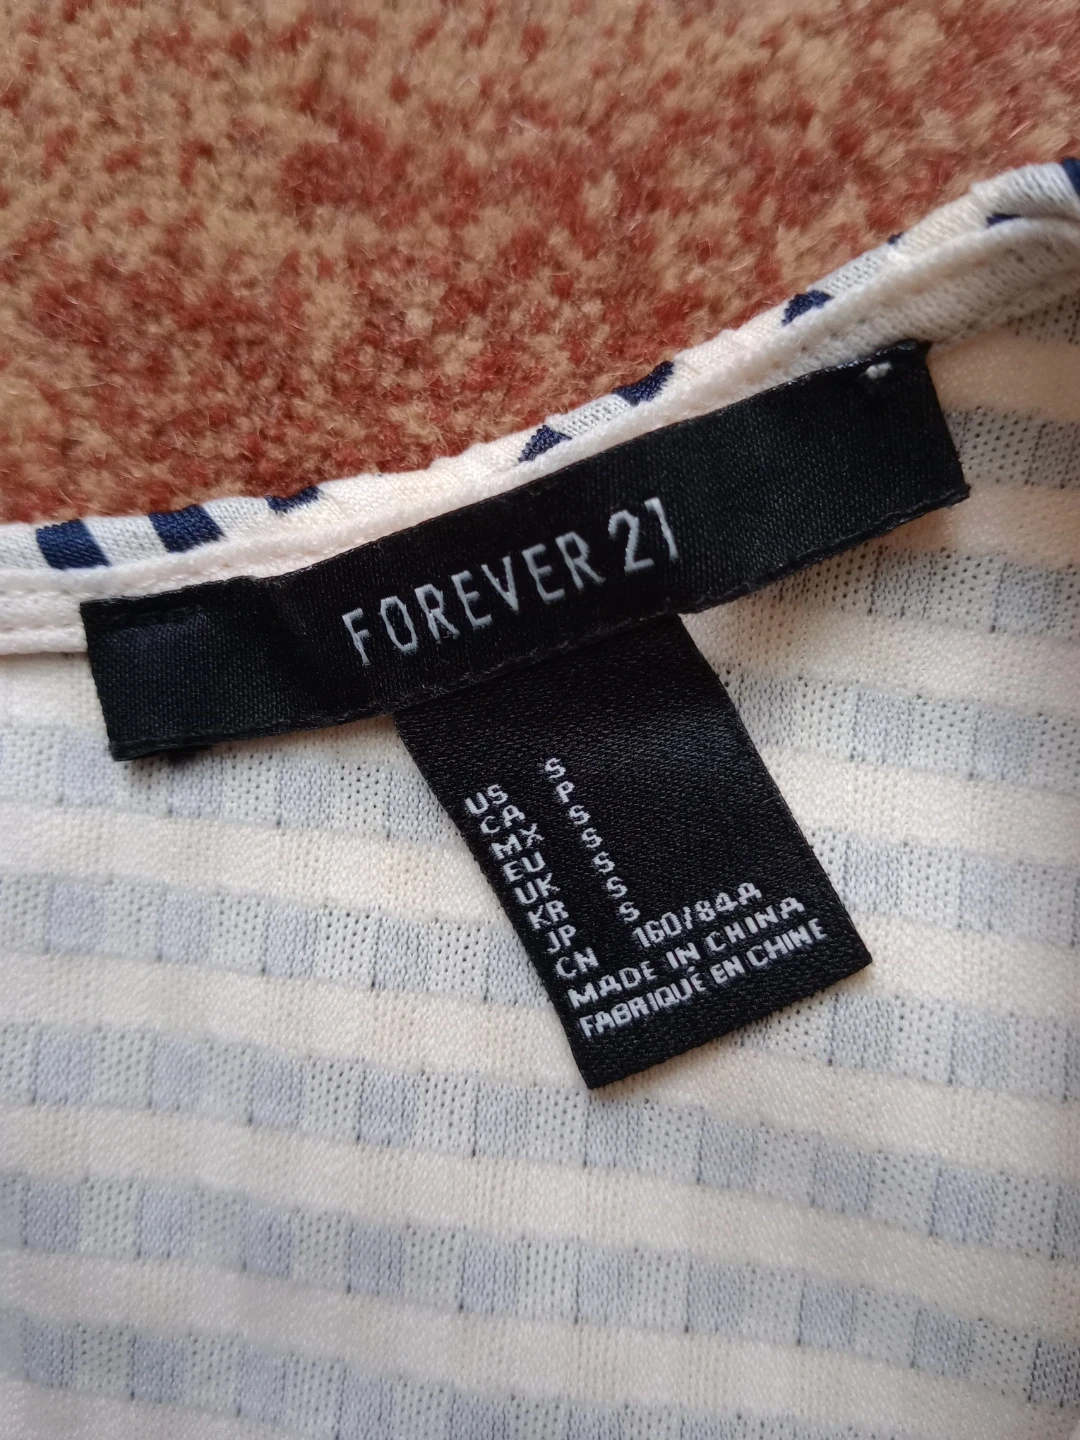 FOREVER 21
US S
CA P
MX S
EU S
UK S
KR S
JP S
CN 160/84A
MADE IN CHINA
FABRIQUÉ EN CHINE